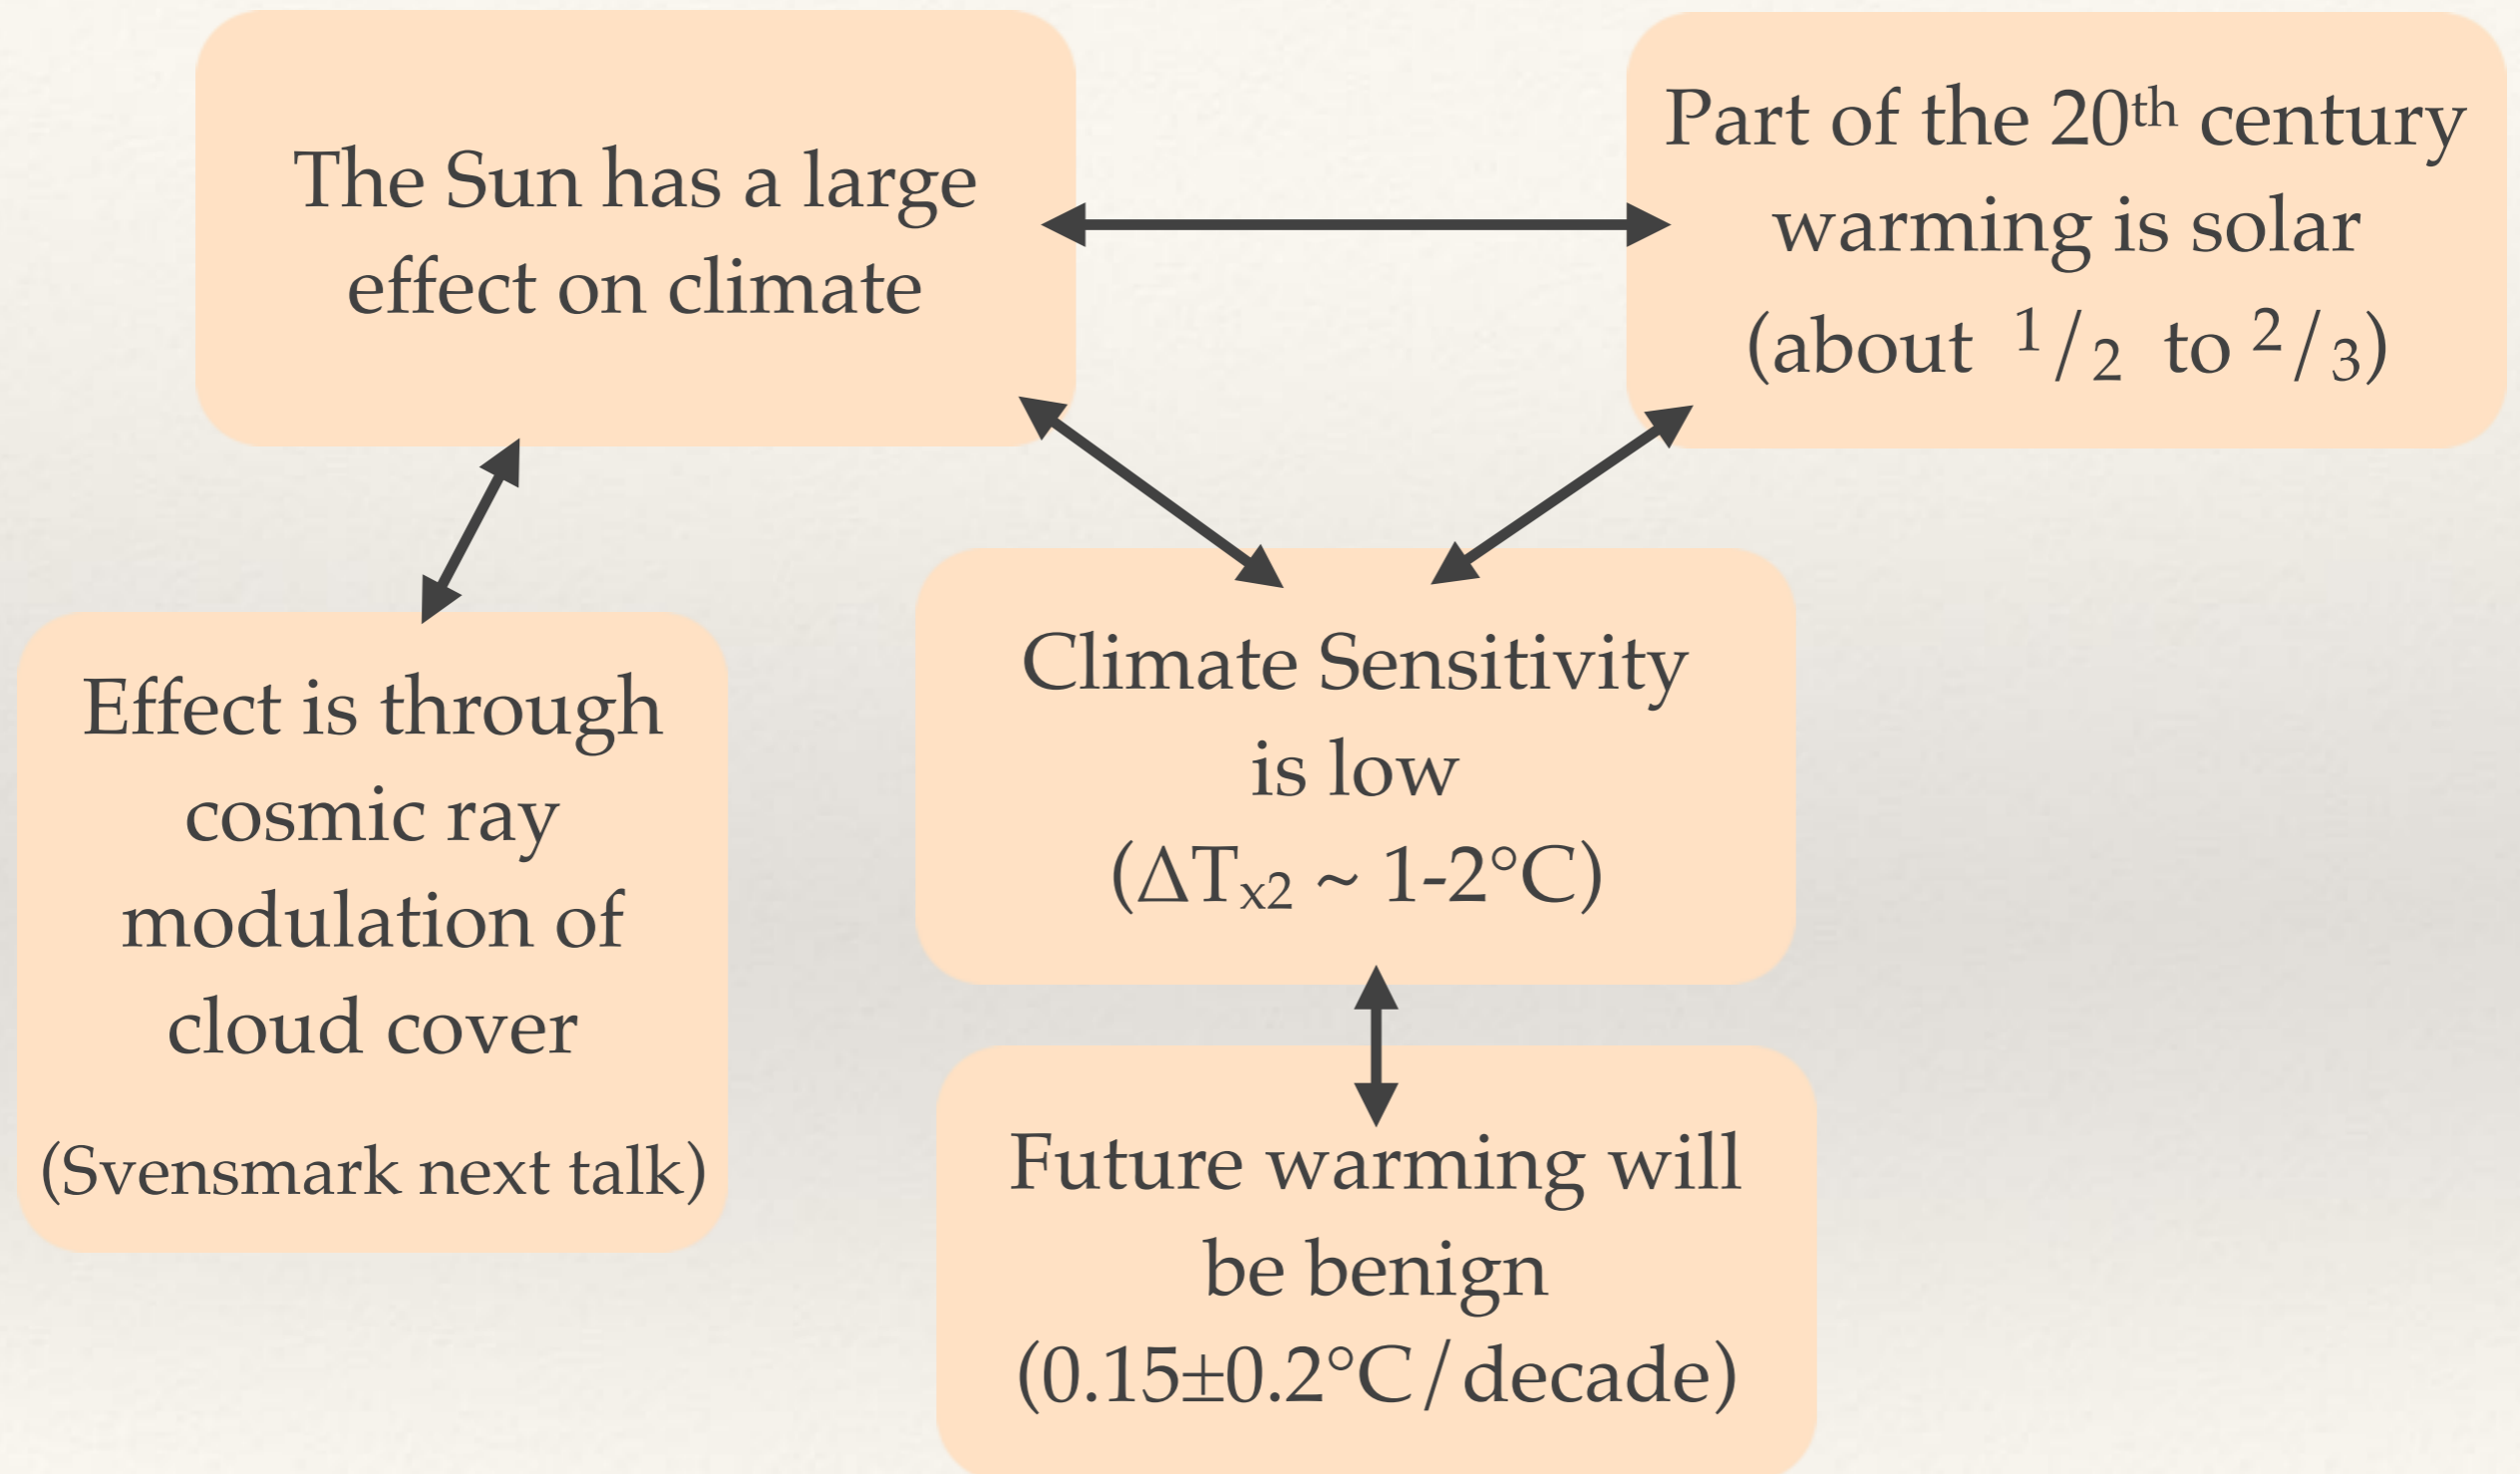 The Sun has a large
effect on climate
Part of the 20th century
warming is solar
(about 1/2 to 2/3)
Effect is through
cosmic ray
modulation of
cloud cover
(Svensmark next talk)
Climate Sensitivity
is low
(ΔTx2 ~ 1-2°C)
Future warming will
be benign
(0.15±0.2°C/decade)